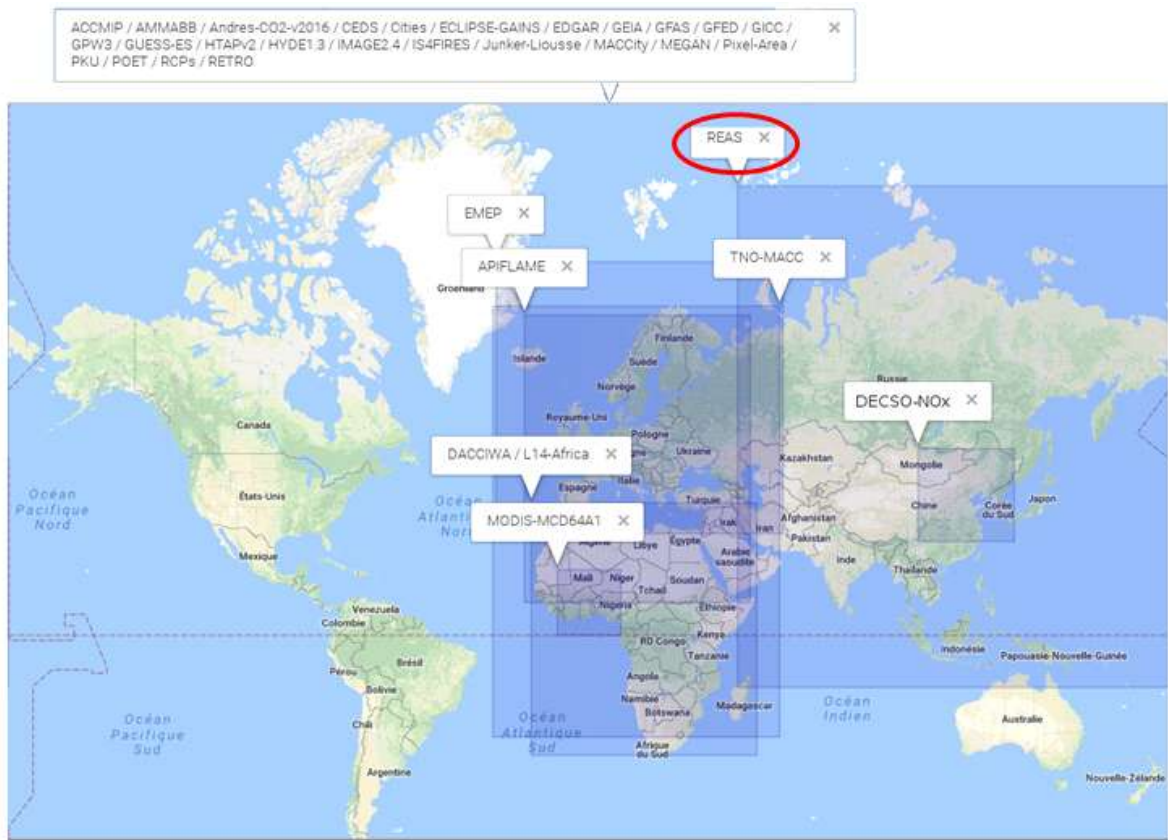 ACCMIP / AMMABB / Andres-CO2-v2016 / CEDS / Cities / ECLIPSE-GAINS / EDGAR / GEIA / GFAS / GFED / GICC /
GPW3 / GUESS-ES / HTAPv2 / HYDE1.3 / IMAGE2.4 / IS4FIRES / Junker-Liousse / MACCity / MEGAN / Pixel-Area /
PKU / POET / RCPs / RETRO
REAS
EMEP
TNO-MACC
APIFLAME
Groenland
Finlande
Islande
Suède
Norvège
Russie
DECSO-NOx
Royaume-Uni
Canada
Pologne
Ukraine
DACCIWA / L14-Africa
Kazakhstan
Mongolie
Italie
Espagne
Océan
Pacifique
Nord
États-Unis
Turquie
Chine
Corée
du Sud
Japon
MODIS-MCD64A1
Irak
Iran
Afghanistan
Pakistan
Libye
Égypte
Arabie
saoudite
Inde
Mexique
Mali
Niger
Tchad
Soudan
Thaïlande
Nigeria
Éthiopie
Venezuela
Colombie
RD Congo
Kenya
Tanzanie
Indonésie
Papouasie-Nouvelle-Guinée
Pérou
Brésil
Bolivie
Angola
Namibie
Botswana
Madagascar
Océan
Indien
Océan
Pacifique
Sud
Chili
Océan
Atlantique
Sud
Afrique
du Sud
Australie
Argentine
Nouvelle-Zélande